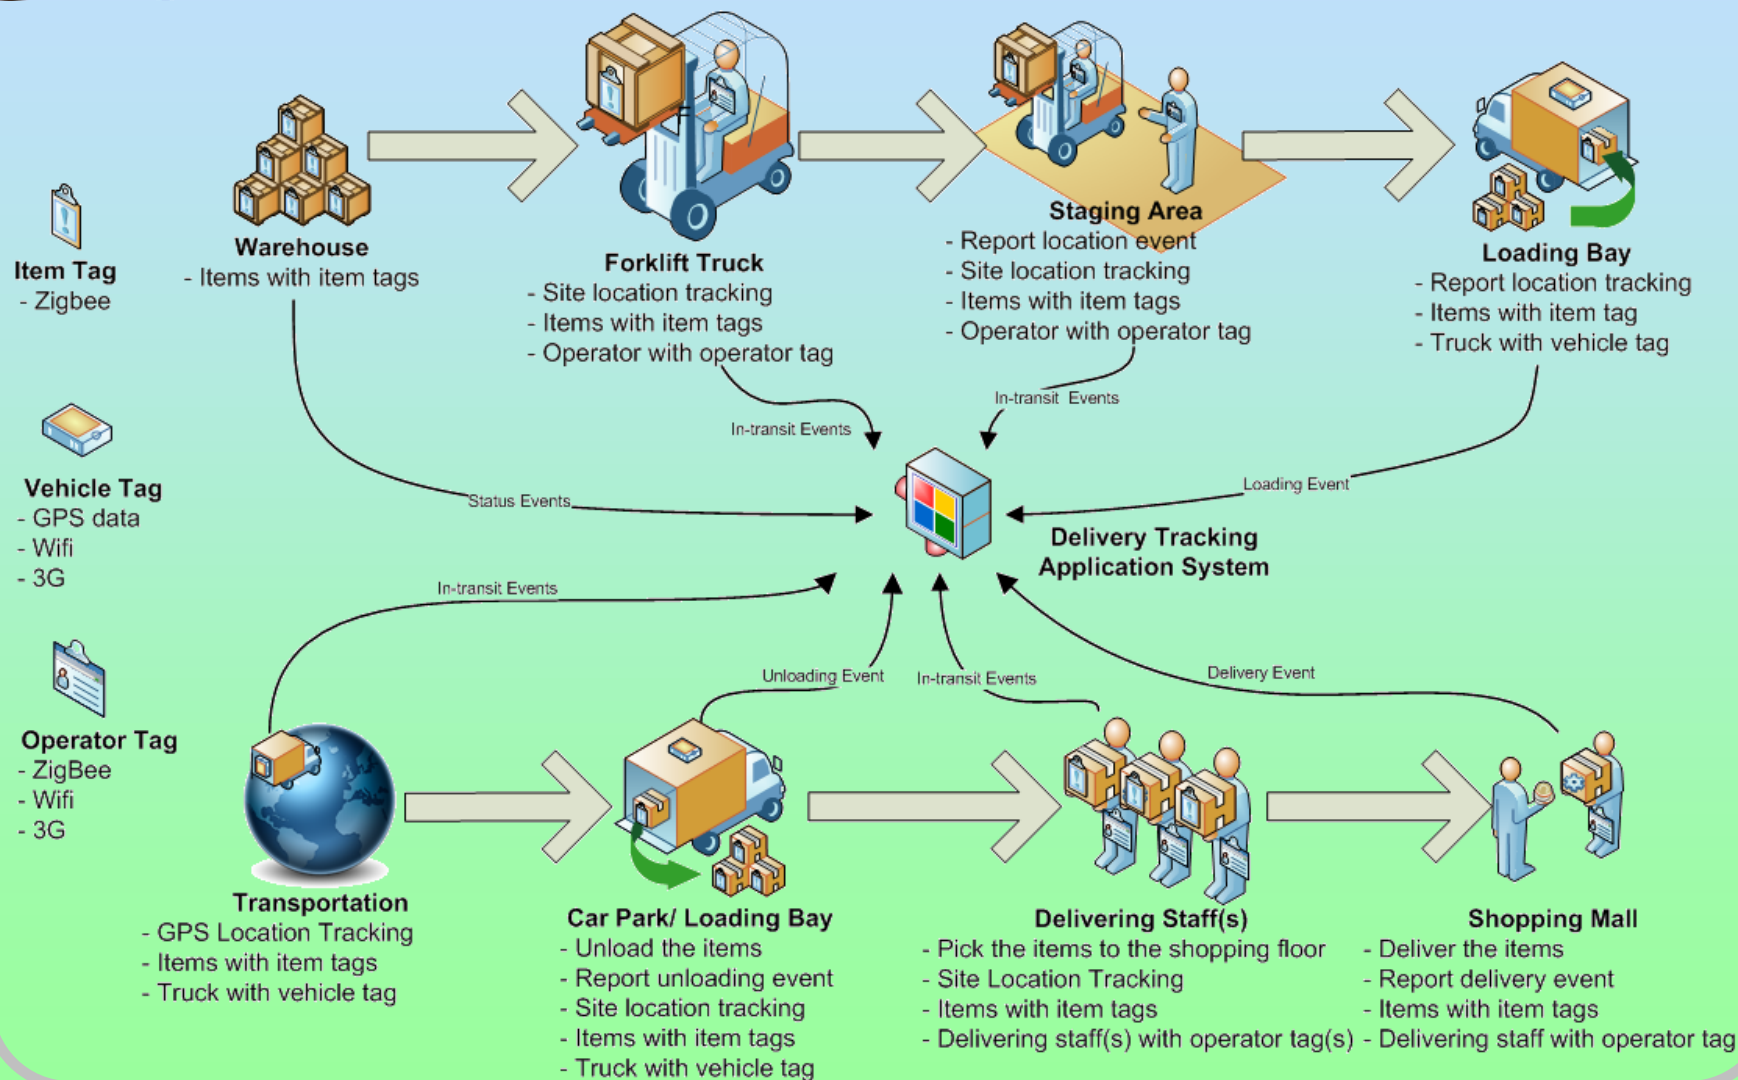 Item Tag
- Zigbee
Vehicle Tag
- GPS data
- Wifi
- 3G
Operator Tag
- ZigBee
- Wifi
- 3G
Warehouse
- Items with item tags
Forklift Truck
- Site location tracking
- Items with item tags
- Operator with operator tag
Staging Area
- Report location event
- Site location tracking
- Items with item tags
- Operator with operator tag
Loading Bay
- Report location tracking
- Items with item tag
- Truck with vehicle tag
In-transit Events
In-transit Events
Status Events
Loading Event
Delivery Tracking
Application System
In-transit Events
Unloading Event
In-transit Events
Delivery Event
Transportation
- GPS Location Tracking
- Items with item tags
- Truck with vehicle tag
Car Park/ Loading Bay
- Unload the items
- Report unloading event
- Site location tracking
- Items with item tags
- Truck with vehicle tag
Delivering Staff(s)
- Pick the items to the shopping floor
- Site Location Tracking
- Items with item tags
- Delivering staff(s) with operator tag(s)
Shopping Mall
- Deliver the items
- Report delivery event
- Items with item tags
- Delivering staff with operator tag